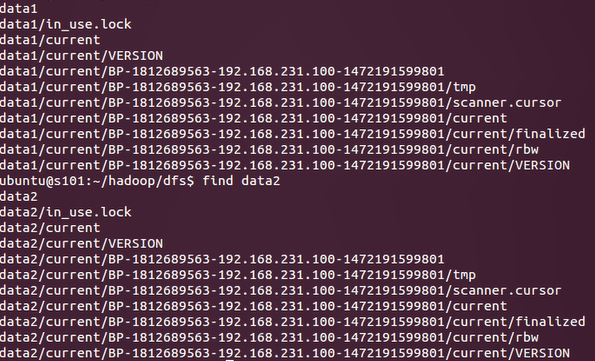 data1
data1/in_use.lock
data1/current
data1/current/VERSION
data1/current/BP-1812689563-192.168.231.100-1472191599801
data1/current/BP-1812689563-192.168.231.100-1472191599801/tmp
data1/current/BP-1812689563-192.168.231.100-1472191599801/scanner.cursor
data1/current/BP-1812689563-192.168.231.100-1472191599801/current
data1/current/BP-1812689563-192.168.231.100-1472191599801/current/finalized
data1/current/BP-1812689563-192.168.231.100-1472191599801/current/rbw
data1/current/BP-1812689563-192.168.231.100-1472191599801/current/VERSION
ubuntu@s101:~/hadoop/dfs$ find data2
data2
data2/in_use.lock
data2/current
data2/current/VERSION
data2/current/BP-1812689563-192.168.231.100-1472191599801
data2/current/BP-1812689563-192.168.231.100-1472191599801/tmp
data2/current/BP-1812689563-192.168.231.100-1472191599801/scanner.cursor
data2/current/BP-1812689563-192.168.231.100-1472191599801/current
data2/current/BP-1812689563-192.168.231.100-1472191599801/current/finalized
data2/current/BP-1812689563-192.168.231.100-1472191599801/current/rbw
data2/current/BP-1812689563-192.168.231.100-1472191599801/current/VERSION